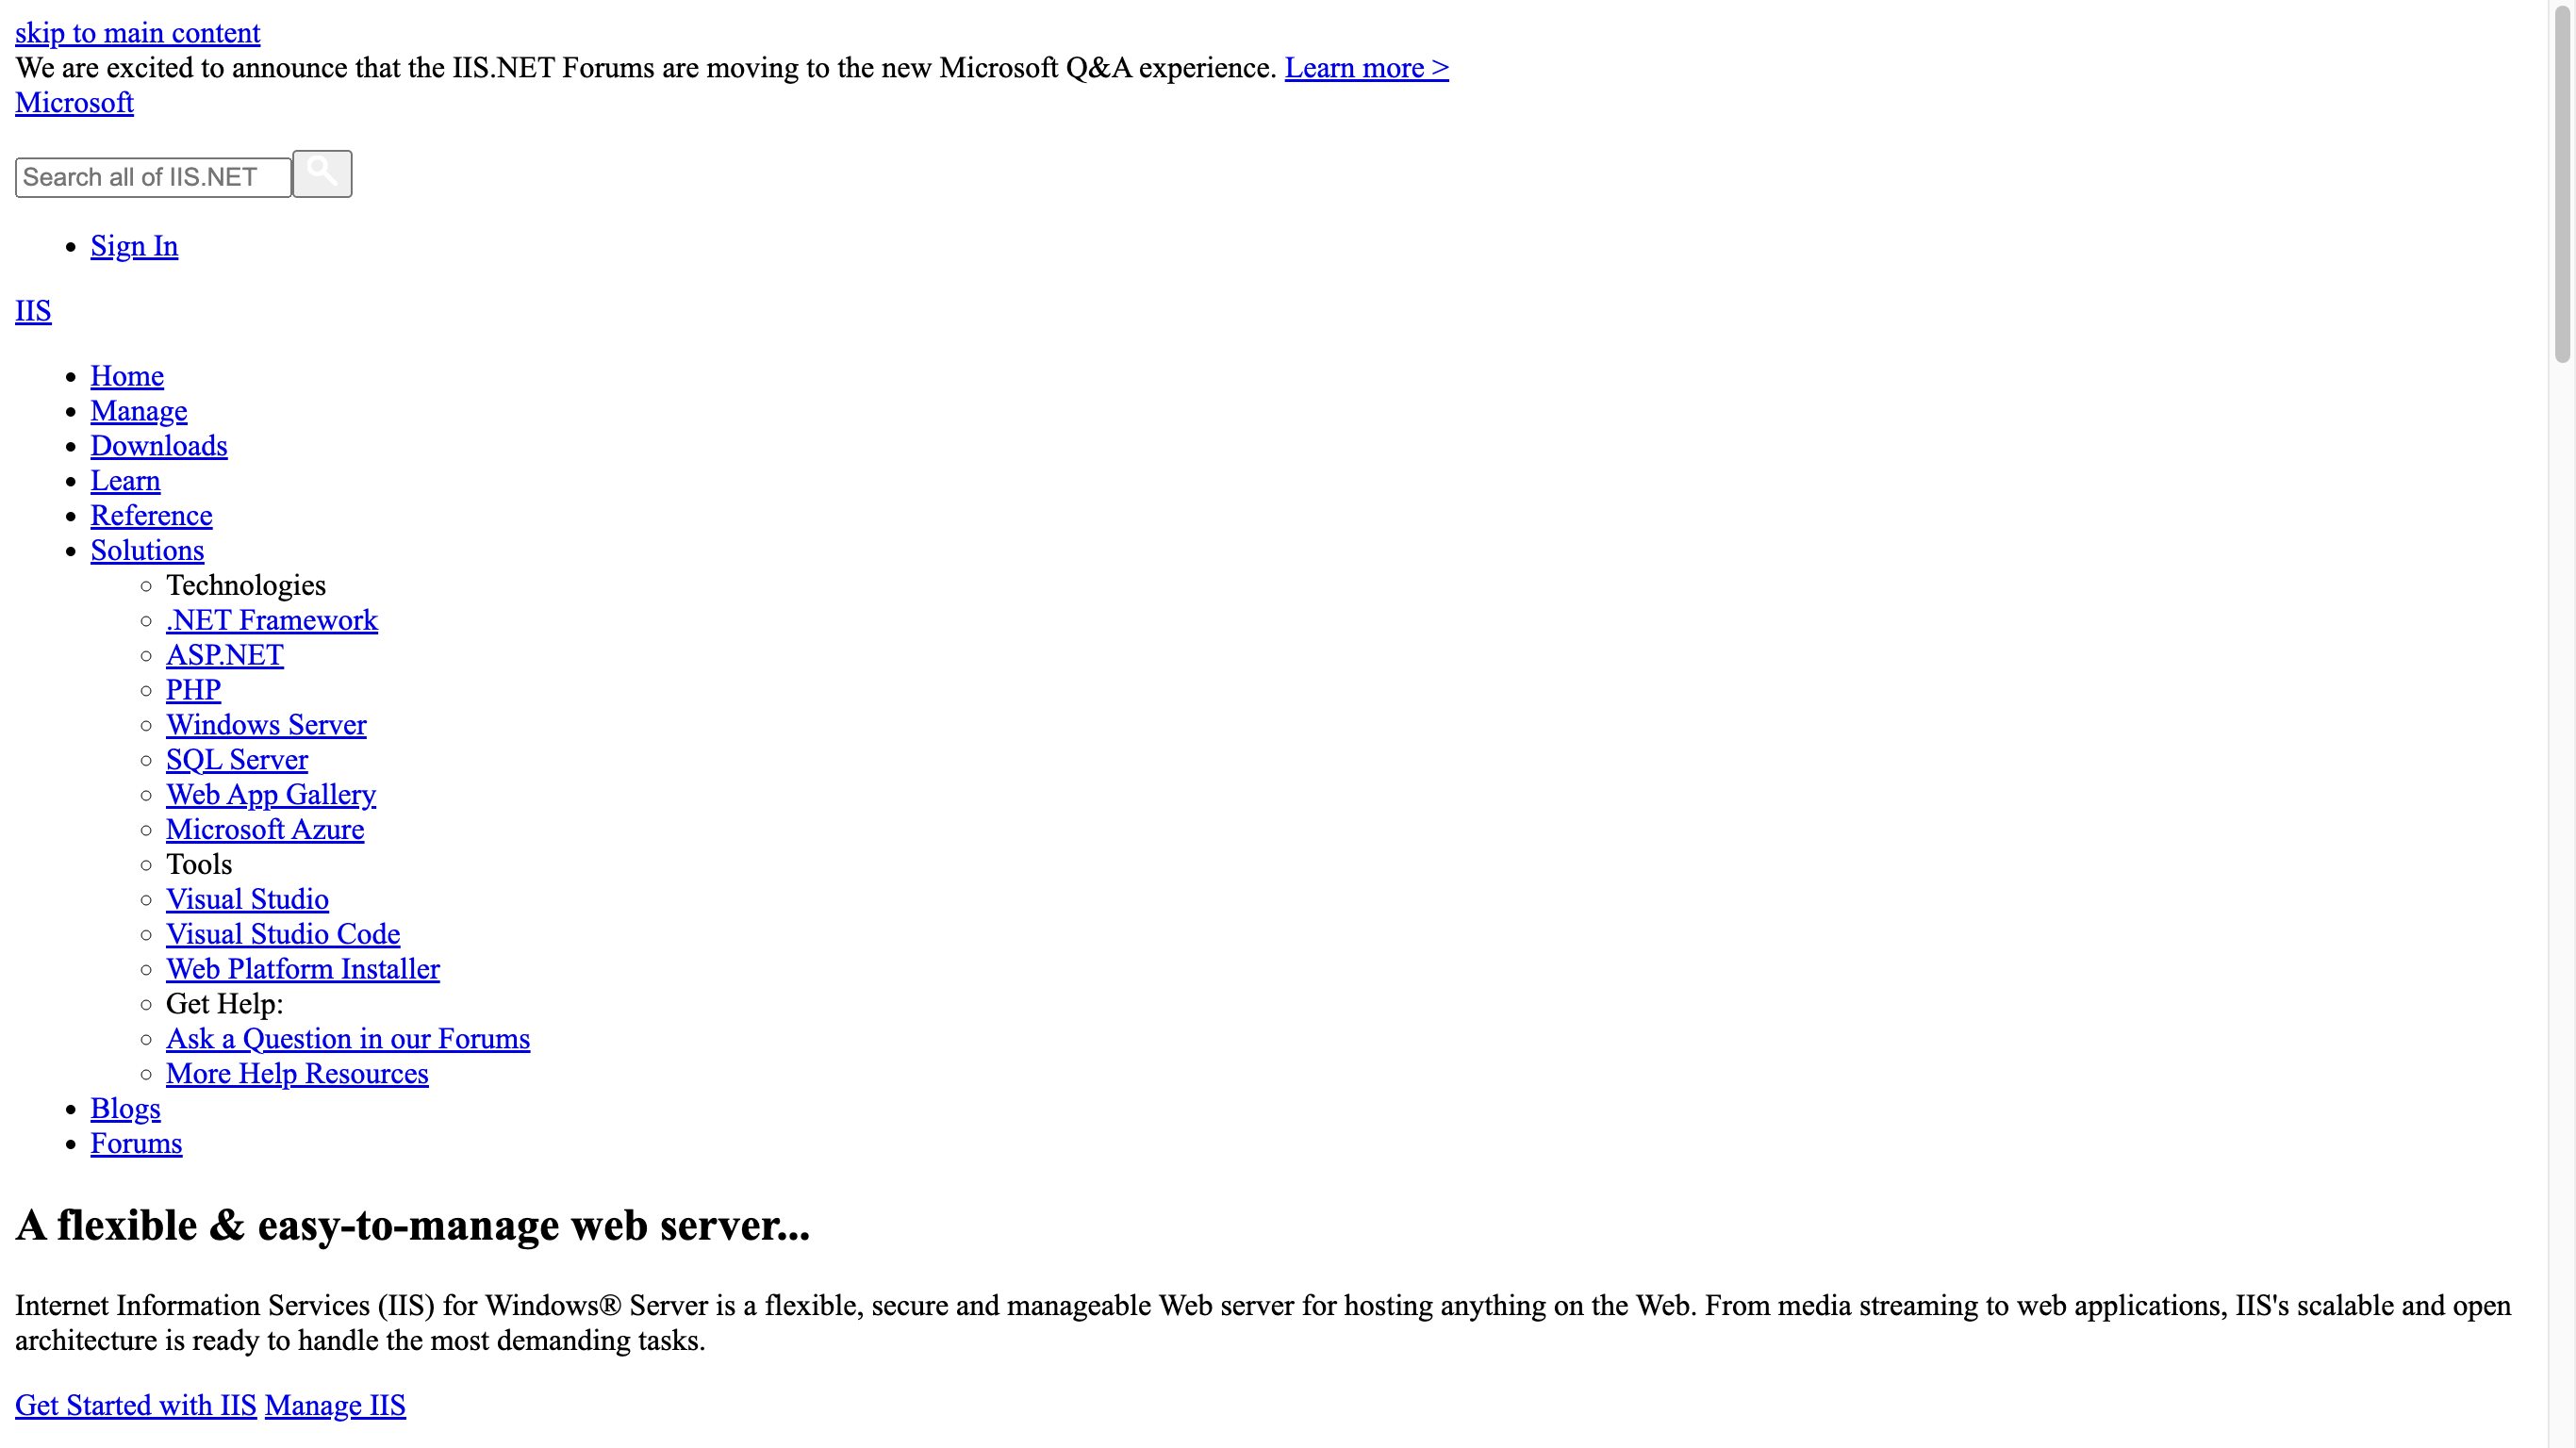 skip to main content
We are excited to announce that the IIS.NET Forums are moving to the new Microsoft Q&A experience. Learn more >
Microsoft
Search all of IIS.NET
Sign In
IIS
Home
Manage
Downloads
Learn
Reference
Solutions
Technologies
.NET Framework
ASP.NET
PHP
Windows Server
SQL Server
Web App Gallery
Microsoft Azure
Tools
Visual Studio
Visual Studio Code
Web Platform Installer
Get Help:
Ask a Question in our Forums
More Help Resources
Blogs
Forums
A flexible & easy-to-manage web server...
Internet Information Services (IIS) for Windows® Server is a flexible, secure and manageable Web server for hosting anything on the Web. From media streaming to web applications, IIS's scalable and open
architecture is ready to handle the most demanding tasks.
Get Started with IIS Manage IIS